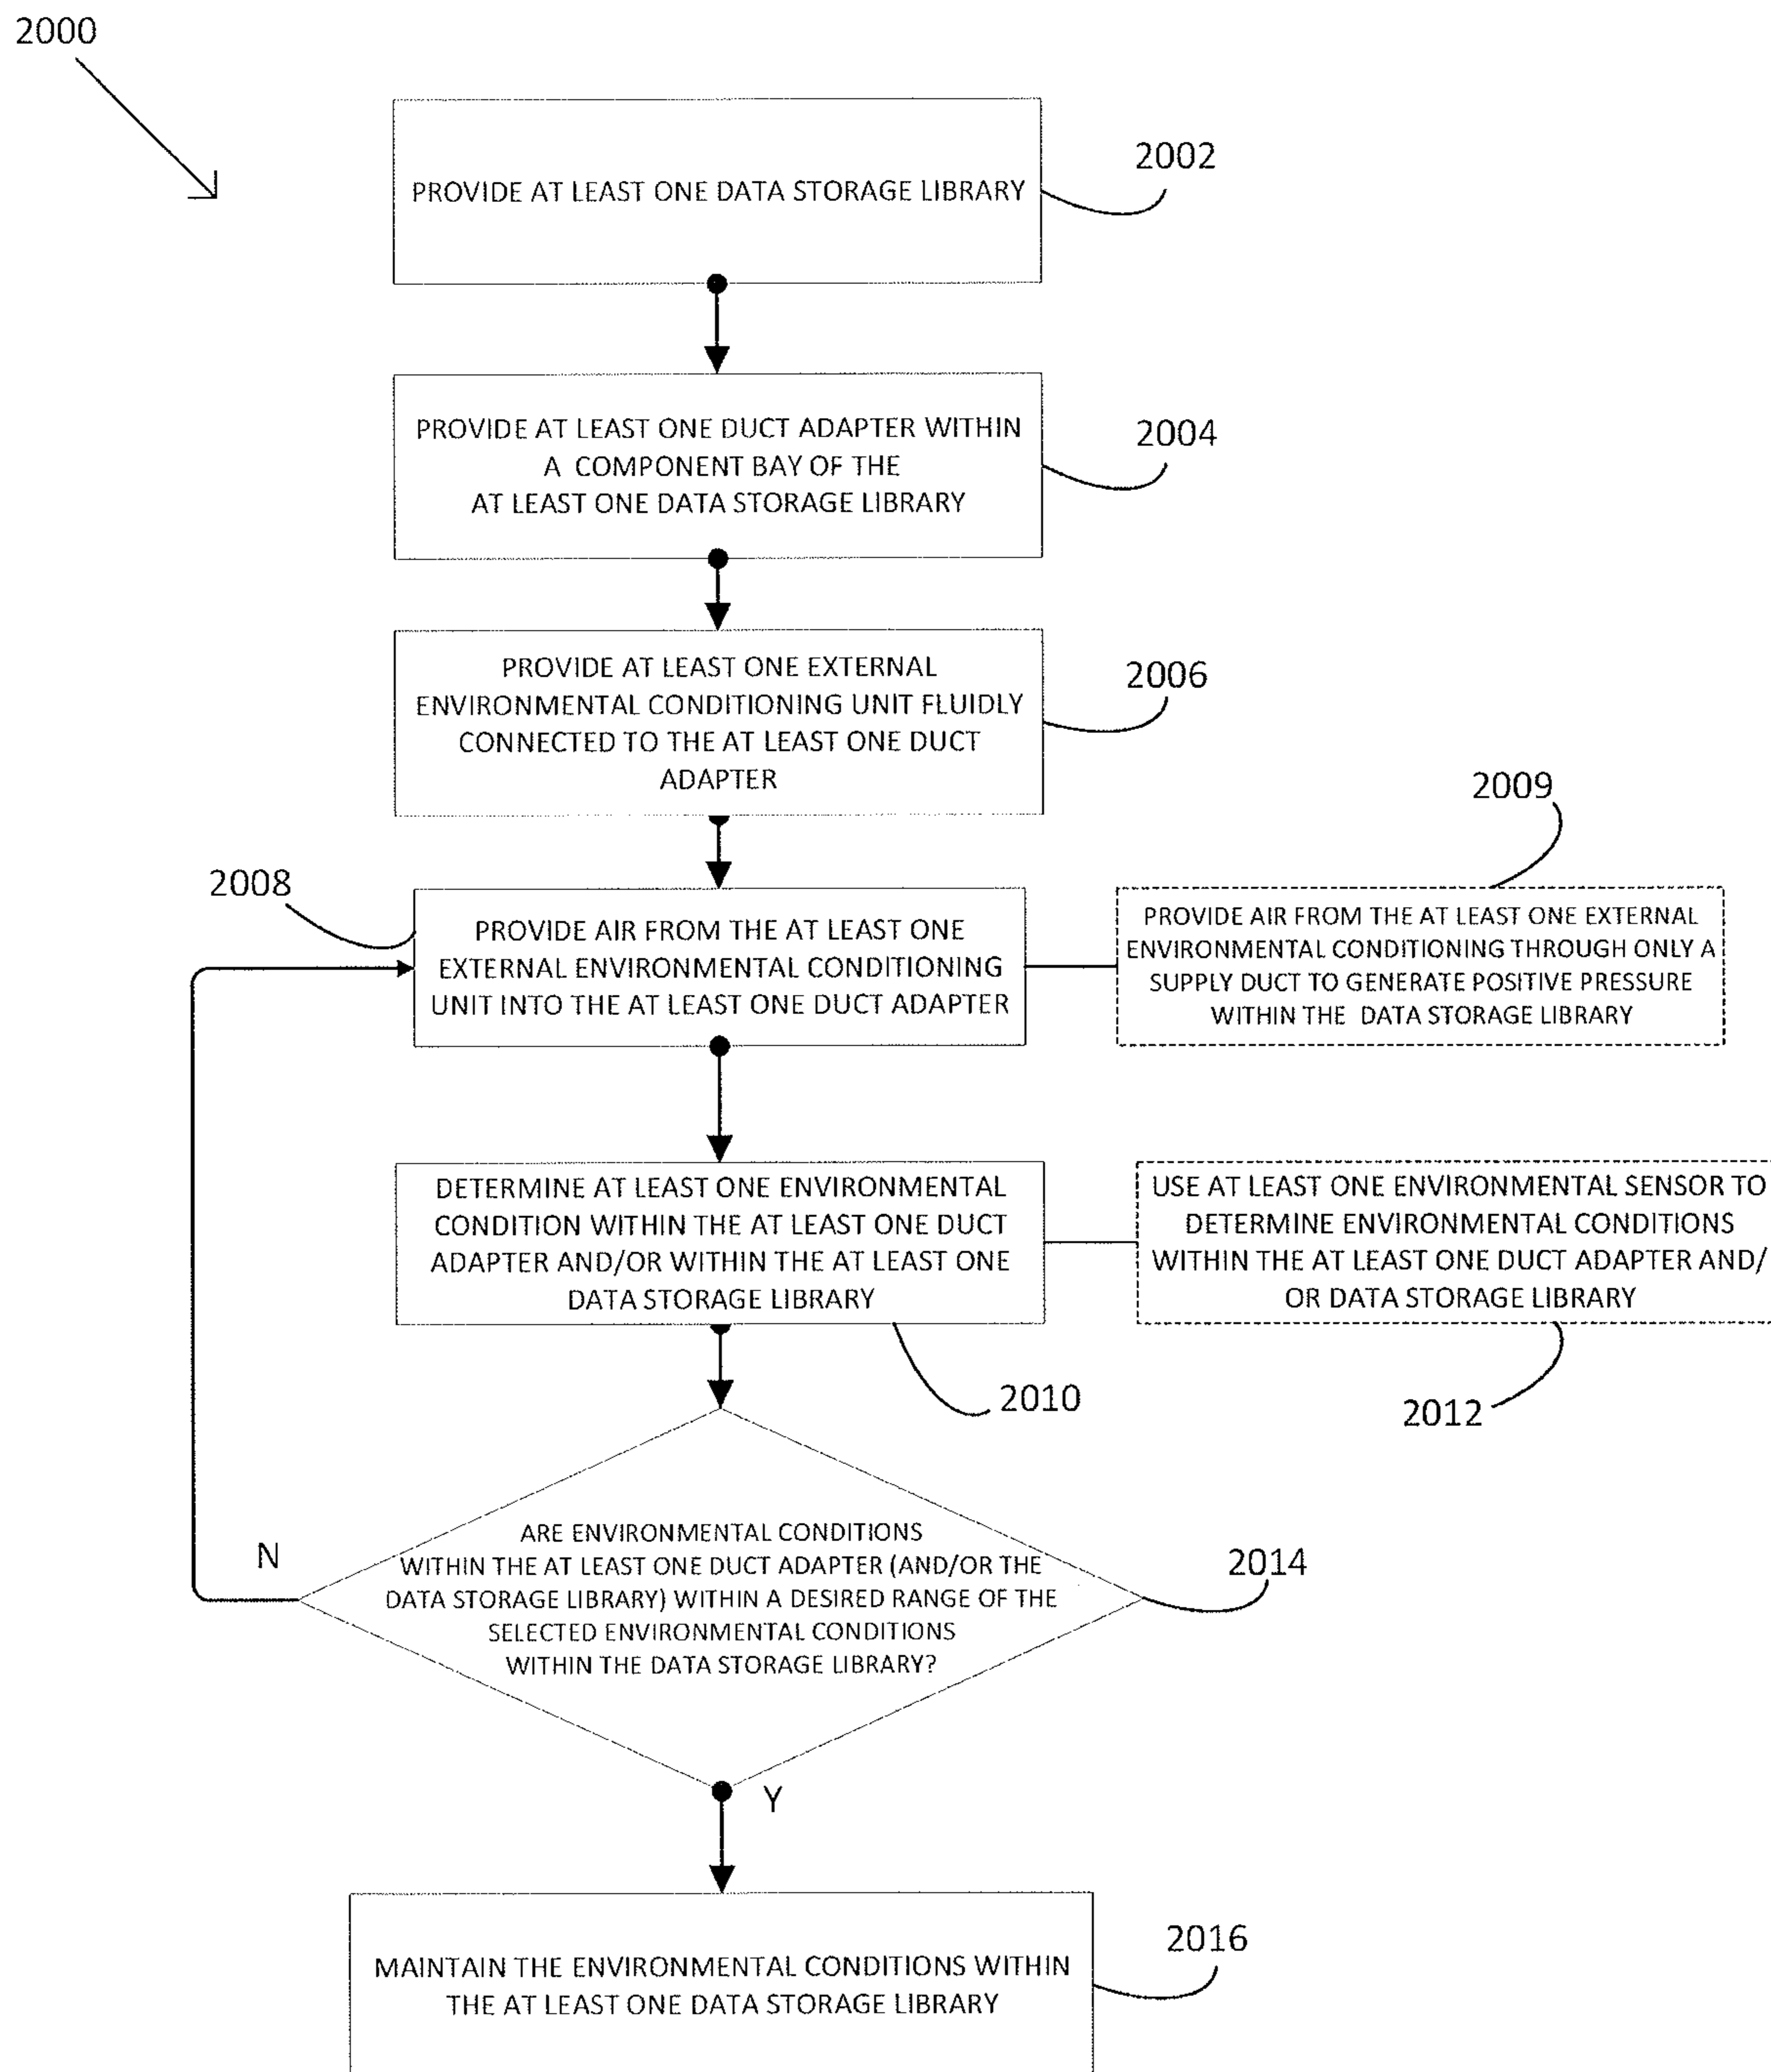 2000
PROVIDE AT LEAST ONE DATA STORAGE LIBRARY
2002
PROVIDE AT LEAST ONE DUCT ADAPTER WITHIN
A COMPONENT BAY OF THE
AT LEAST ONE DATA STORAGE LIBRARY
2004
PROVIDE AT LEAST ONE EXTERNAL
ENVIRONMENTAL CONDITIONING UNIT FLUIDLY
CONNECTED TO THE AT LEAST ONE DUCT
ADAPTER
2006
2008
PROVIDE AIR FROM THE AT LEAST ONE
EXTERNAL ENVIRONMENTAL CONDITIONING
UNIT INTO THE AT LEAST ONE DUCT ADAPTER
2009
PROVIDE AIR FROM THE AT LEAST ONE EXTERNAL
ENVIRONMENTAL CONDITIONING THROUGH ONLY A
SUPPLY DUCT TO GENERATE POSITIVE PRESSURE
WITHIN THE DATA STORAGE LIBRARY
DETERMINE AT LEAST ONE ENVIRONMENTAL
CONDITION WITHIN THE AT LEAST ONE DUCT
ADAPTER AND/OR WITHIN THE AT LEAST ONE
DATA STORAGE LIBRARY
2010
USE AT LEAST ONE ENVIRONMENTAL SENSOR TO
DETERMINE ENVIRONMENTAL CONDITIONS
WITHIN THE AT LEAST ONE DUCT ADAPTER AND/
OR DATA STORAGE LIBRARY
2012
ARE ENVIRONMENTAL CONDITIONS
WITHIN THE AT LEAST ONE DUCT ADAPTER (AND/OR THE
DATA STORAGE LIBRARY) WITHIN A DESIRED RANGE OF THE
SELECTED ENVIRONMENTAL CONDITIONS
WITHIN THE DATA STORAGE LIBRARY?
2014
N
Y
MAINTAIN THE ENVIRONMENTAL CONDITIONS WITHIN
THE AT LEAST ONE DATA STORAGE LIBRARY
2016